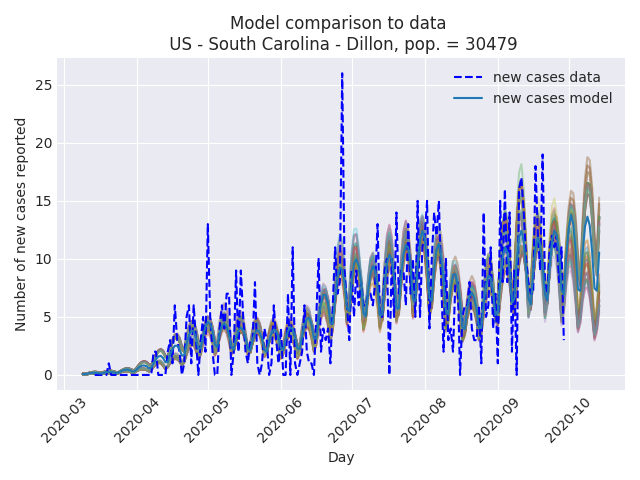 Model comparison to data
US - South Carolina - Dillon, pop. = 30479
new cases data
new cases model
Number of new cases reported
25
20
15
10
5
0
2020-03
2020-04
2020-05
2020-06
2020-07
2020-08
2020-09
2020-10
Day